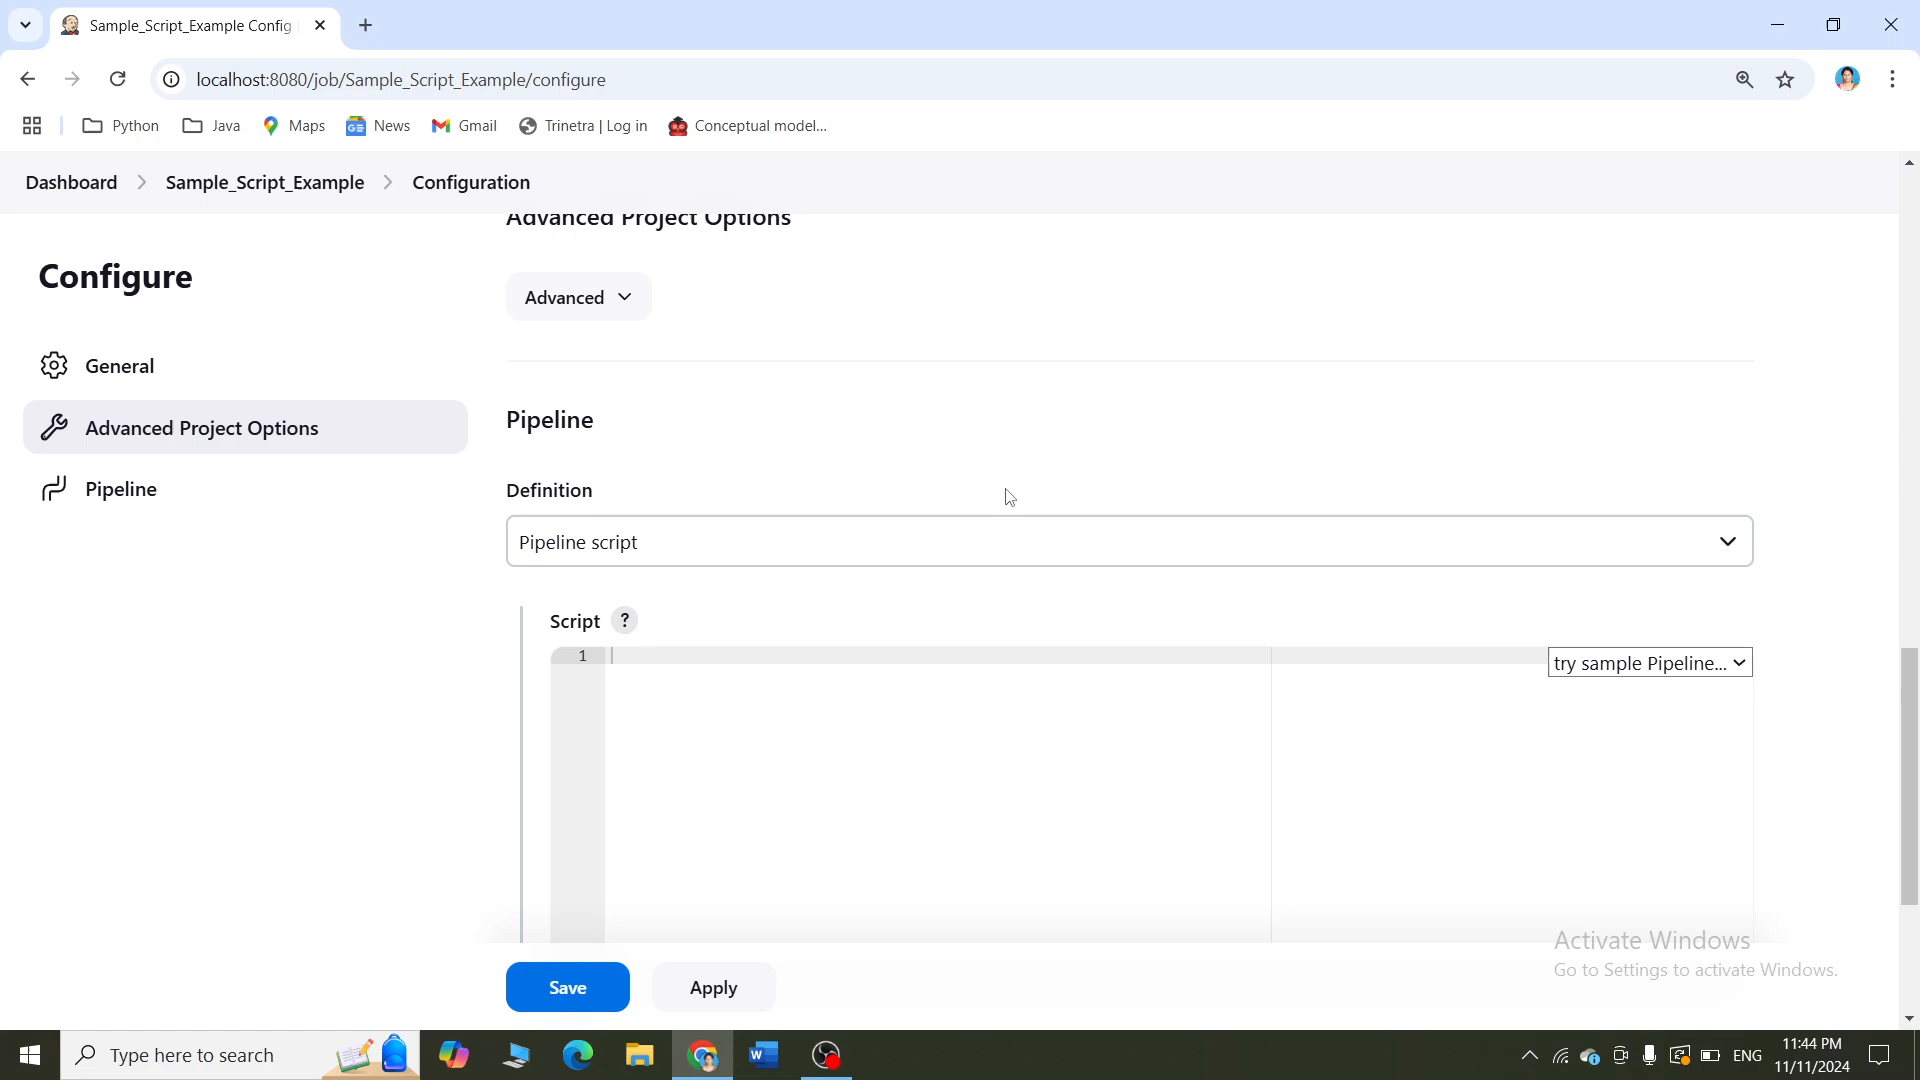 Sample_Script_Example Config
localhost:8080/job/Sample_Script_Example/configure
Python
Java
Maps
News
Gmail
Trinetra | Log in
Conceptual model...
Dashboard
Sample_Script_Example
Configuration
Advanced Project Options
Configure
Advanced
General
Advanced Project Options
Pipeline
Pipeline
Definition
Pipeline script
Script ?
1
try sample Pipeline...
Activate Windows
Go to Settings to activate Windows.
Save
Apply
Type here to search
ENG
11:44 PM
11/11/2024